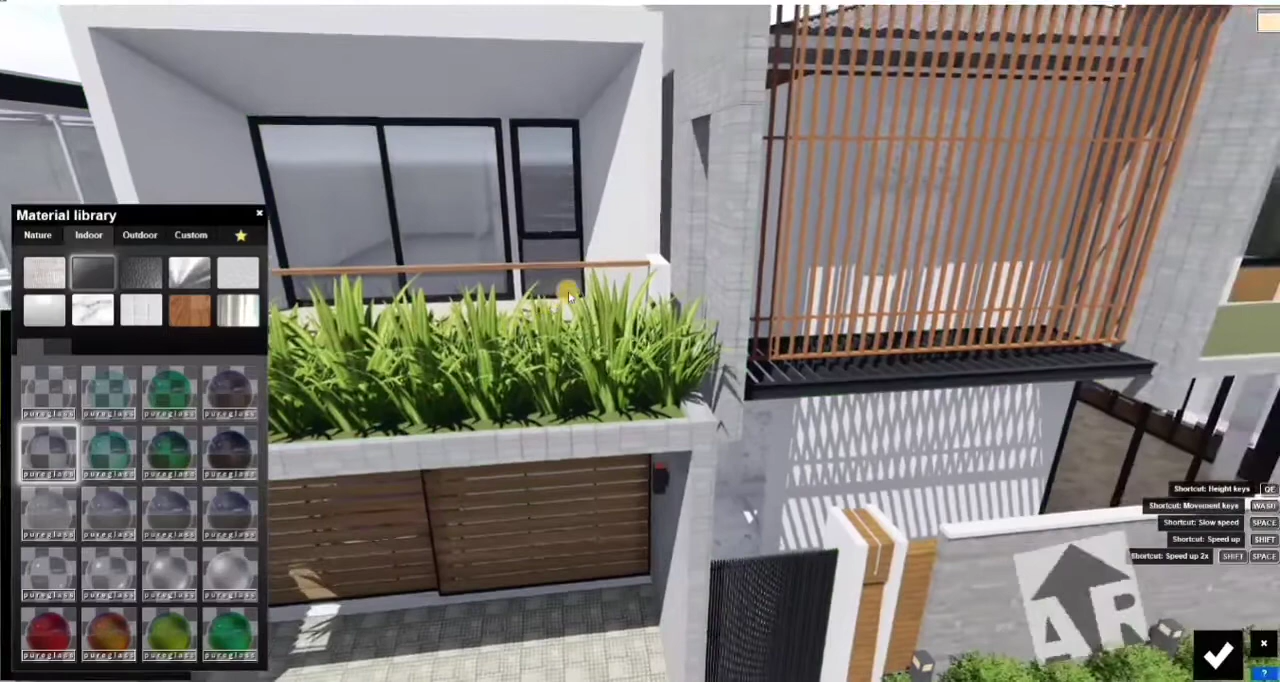 Material library
Nature Indoor Outdoor Custom
pureglass pureglass pureglass pureglass
pureglass pureglass pureglass pureglass
pureglass pureglass pureglass pureglass
pureglass pureglass pureglass pureglass
pureglass pureglass pureglass pureglass
Shortcut: Height keys QE
Shortcut: Movement keys WASD
Shortcut: Slow speed SPACE
Shortcut: Speed up SHIFT
Shortcut: Speed up 2x SHIFT SPACE
AR
?